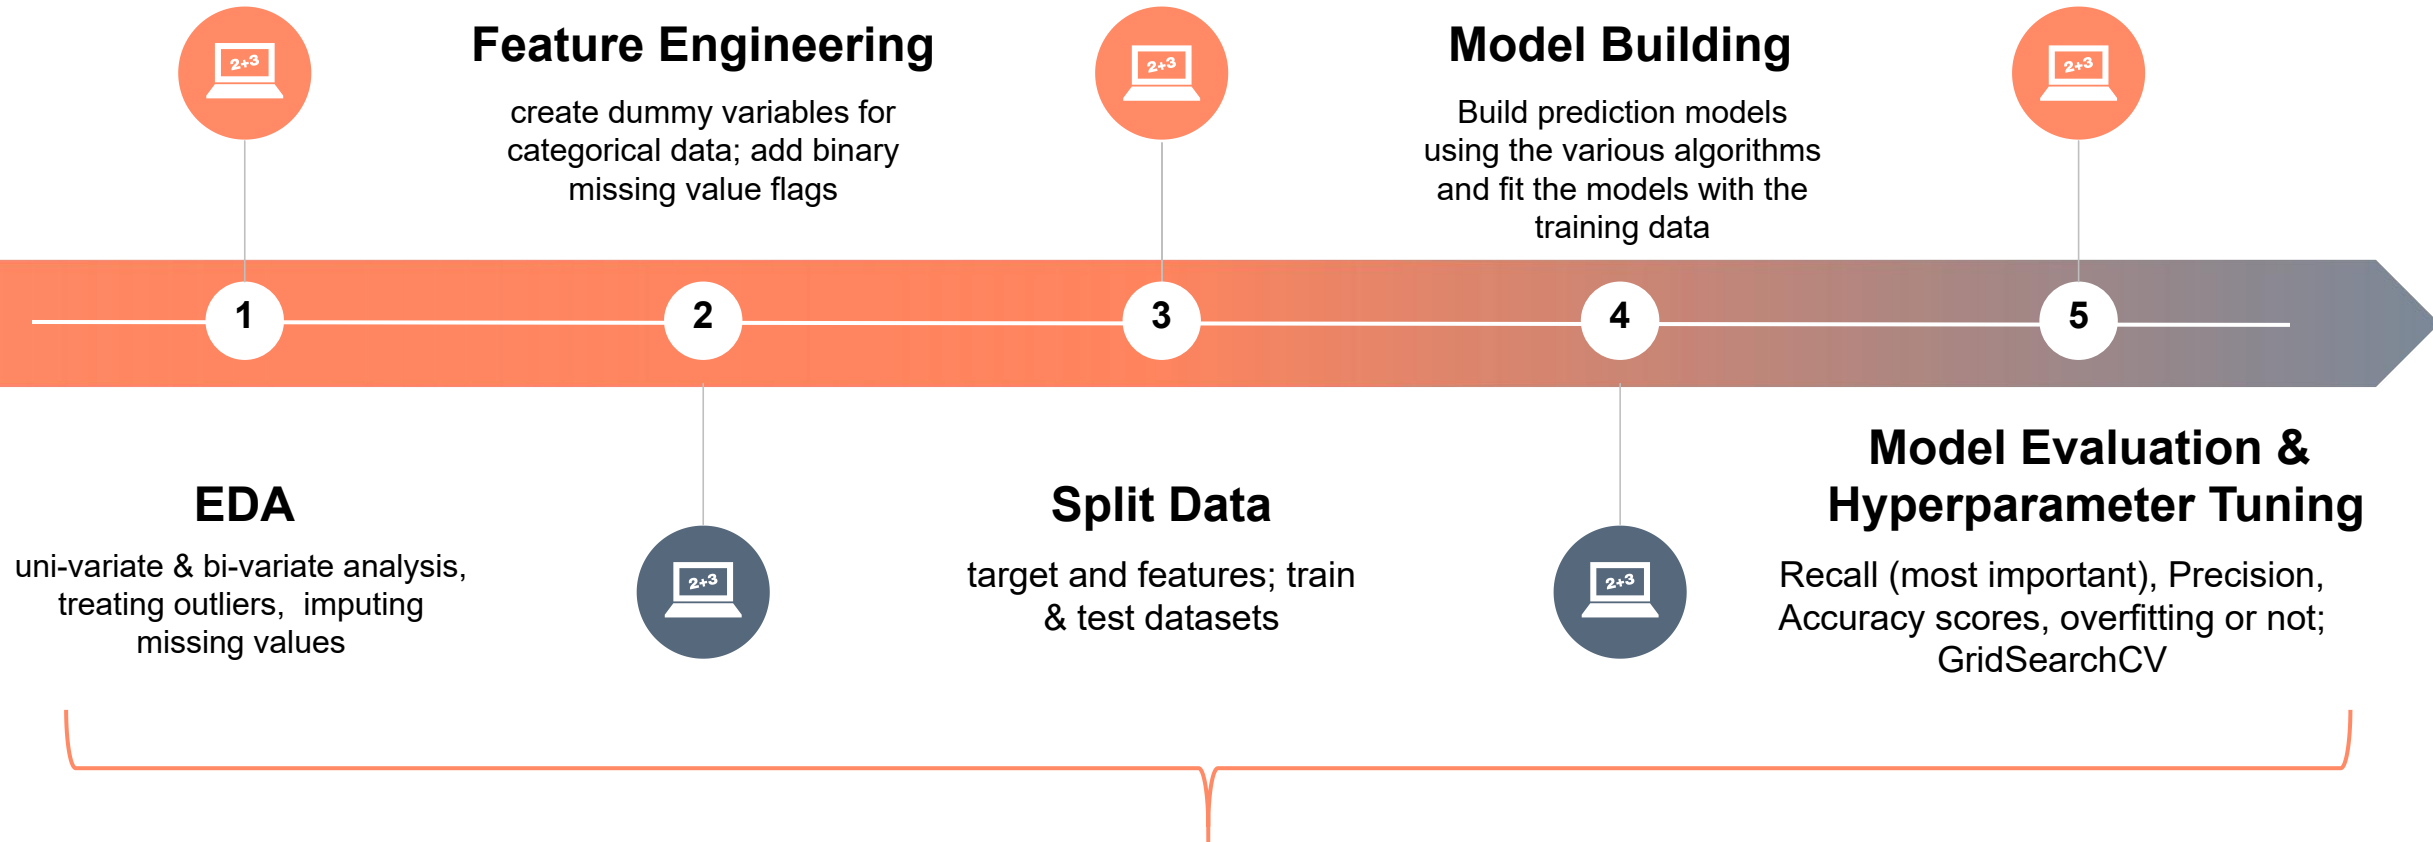 2+3
Feature Engineering
create dummy variables for
categorical data; add binary
missing value flags
2+3
Model Building
Build prediction models
using the various algorithms
and fit the models with the
training data
2+3
1
2
3
4
5
EDA
uni-variate & bi-variate analysis,
treating outliers, imputing
missing values
2+3
Split Data
target and features; train
& test datasets
2+3
Model Evaluation &
Hyperparameter Tuning
Recall (most important), Precision,
Accuracy scores, overfitting or not;
GridSearchCV